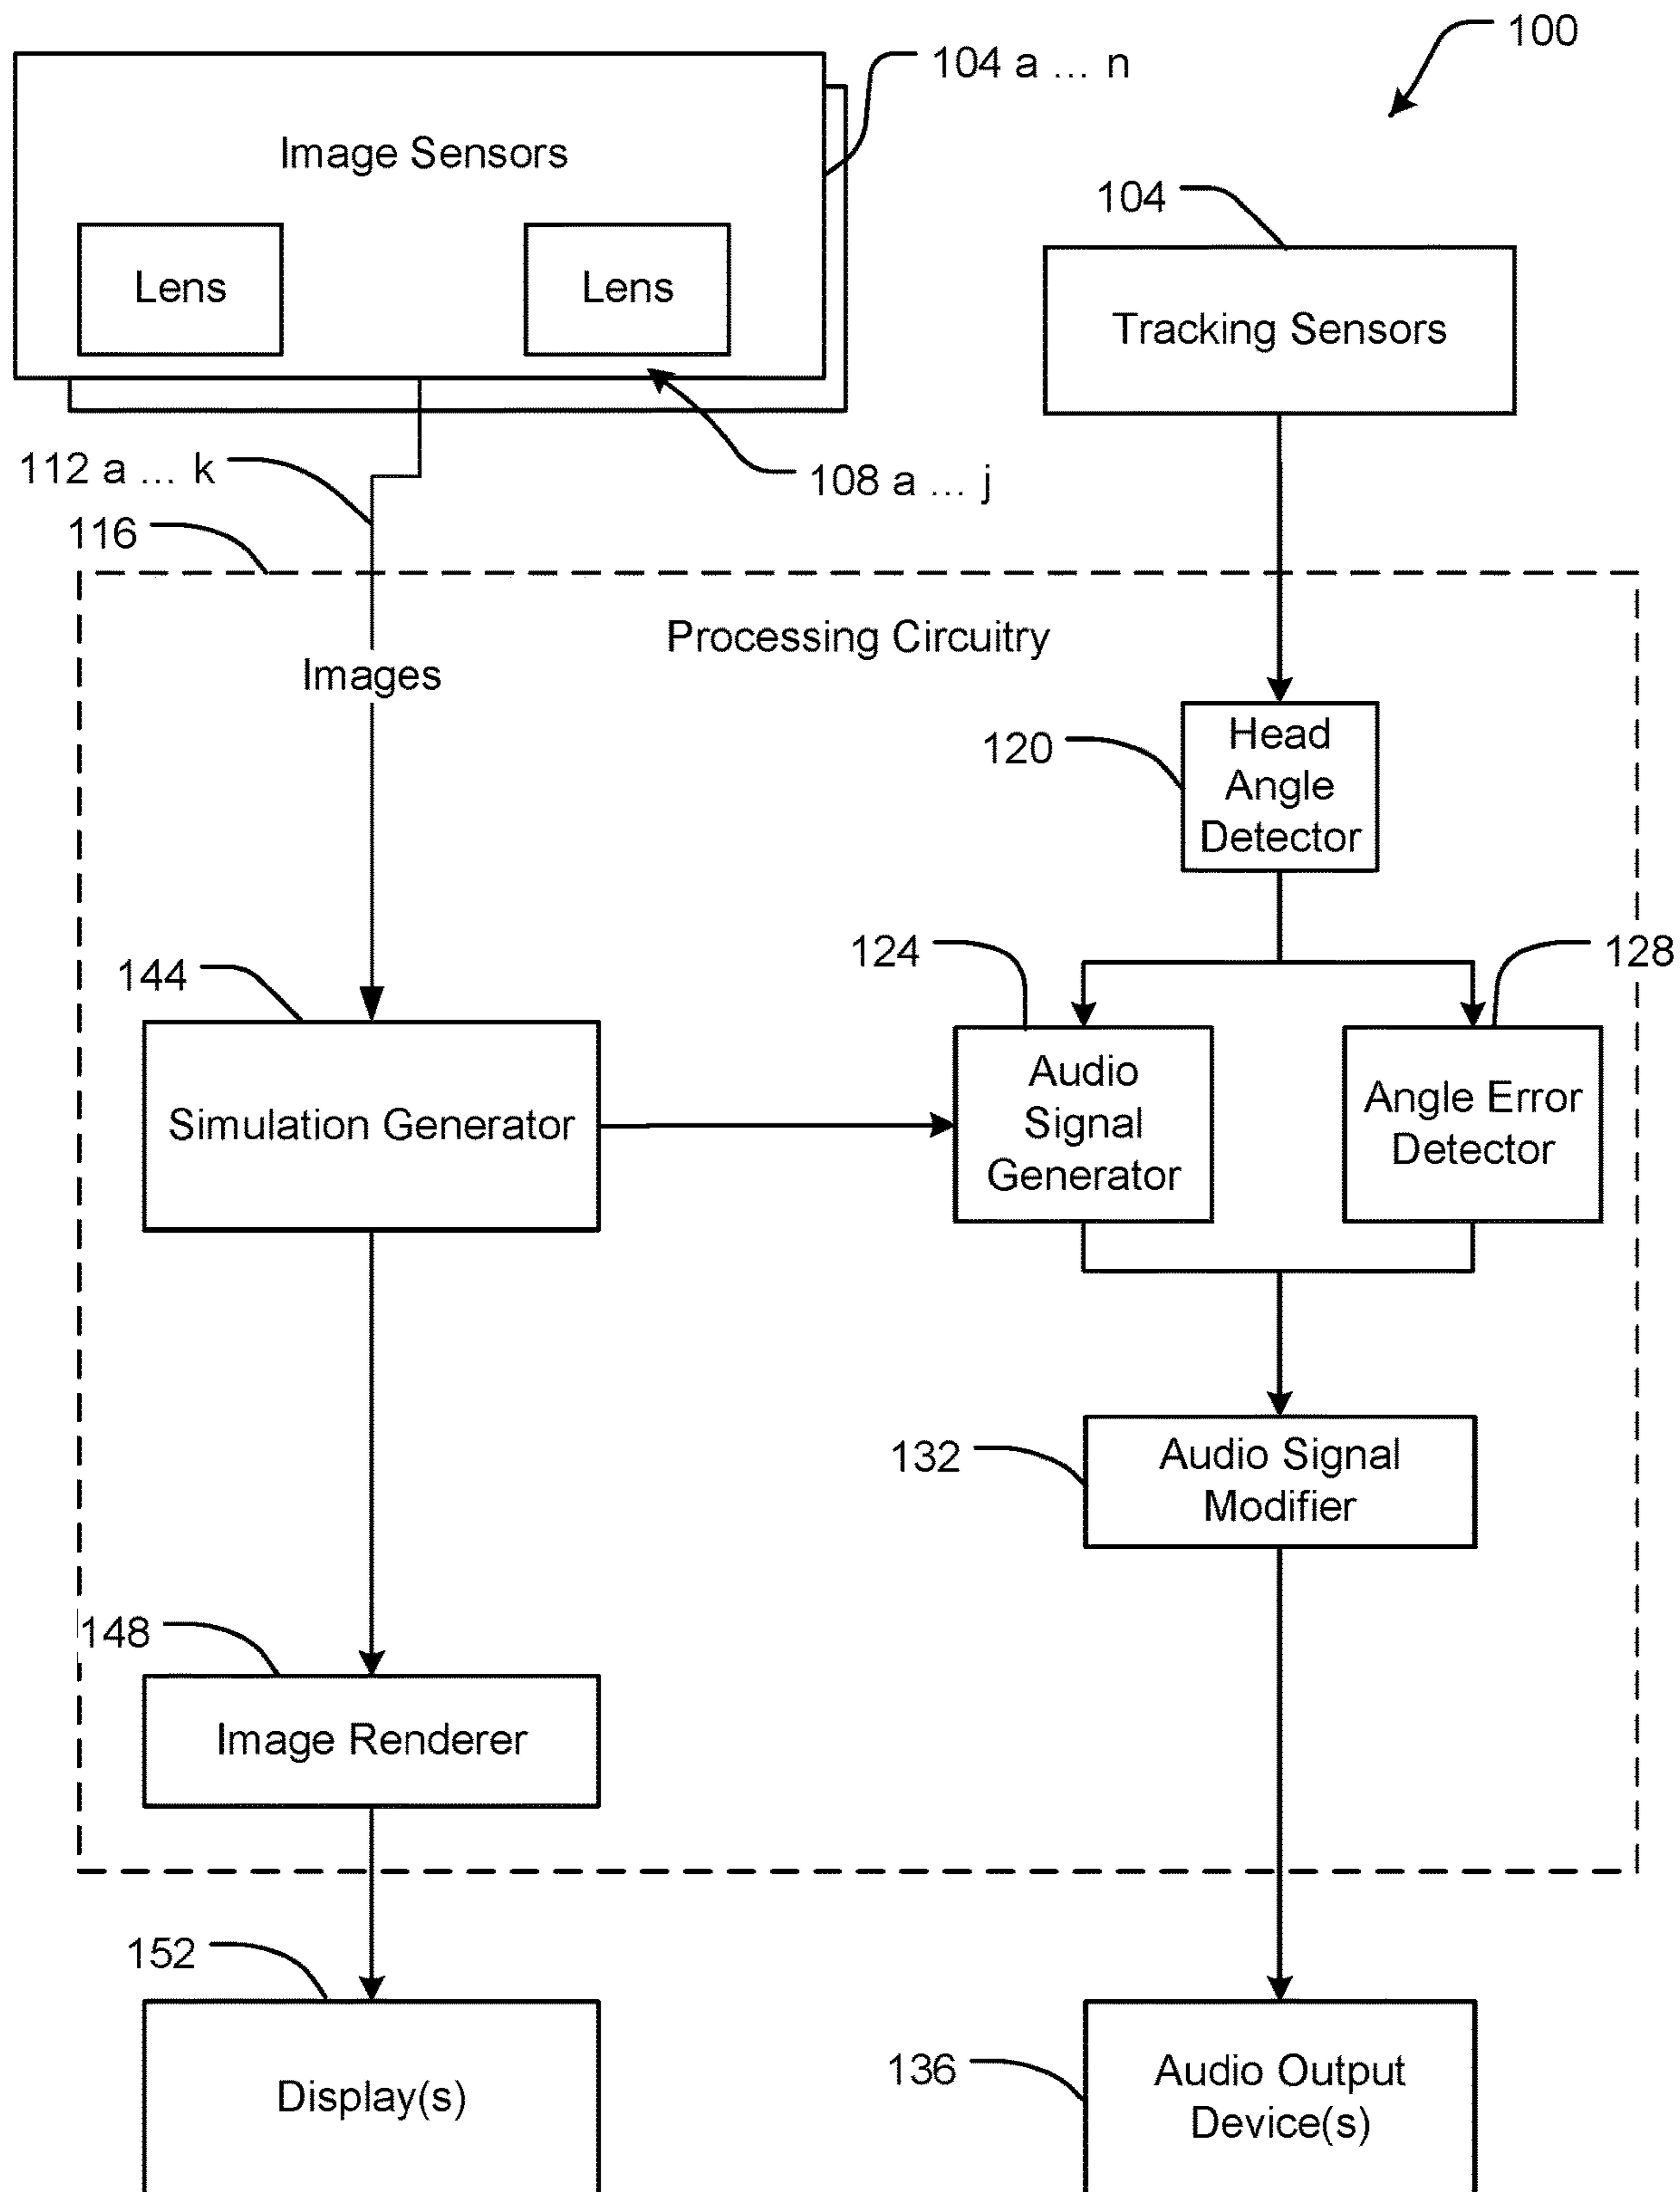 100
104 a ... n
Image Sensors
104
Lens
Lens
Tracking Sensors
112 a ... k
108 a ... j
116
Processing Circuitry
Images
120
Head
Angle
Detector
124
128
144
Audio
Signal
Generator
Angle Error
Detector
Simulation Generator
132
Audio Signal
Modifier
148
Image Renderer
152
136
Display(s)
Audio Output
Device(s)